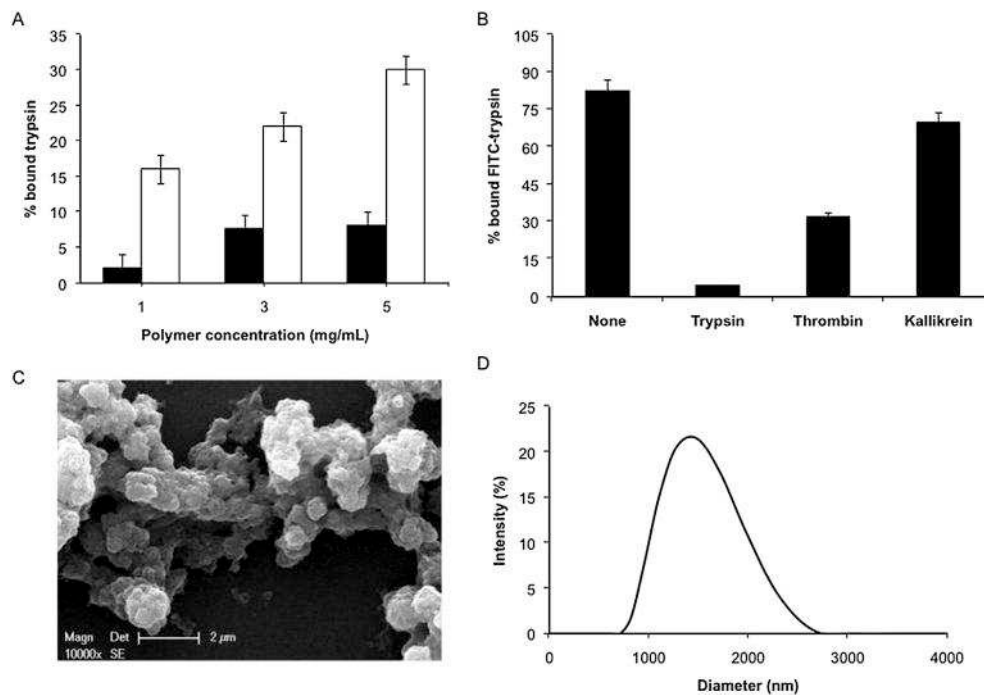 A
% bound trypsin
35
30
25
20
15
10
5
0
1 3 5
Polymer concentration (mg/mL)
B
% bound FITC-trypsin
105
90
75
60
45
30
15
0
None Trypsin Thrombin Kallikrein
C
Magn Det 2 µm
10000x SE
D
Intensity (%)
25
20
15
10
5
0
0 1000 2000 3000 4000
Diameter (nm)